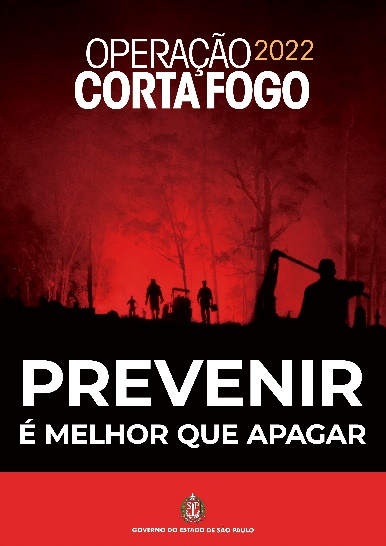 OPERAÇÃO 2022
CORTA FOGO
PREVENIR
É MELHOR QUE APAGAR
GOVERNO DO ESTADO DE SÃO PAULO